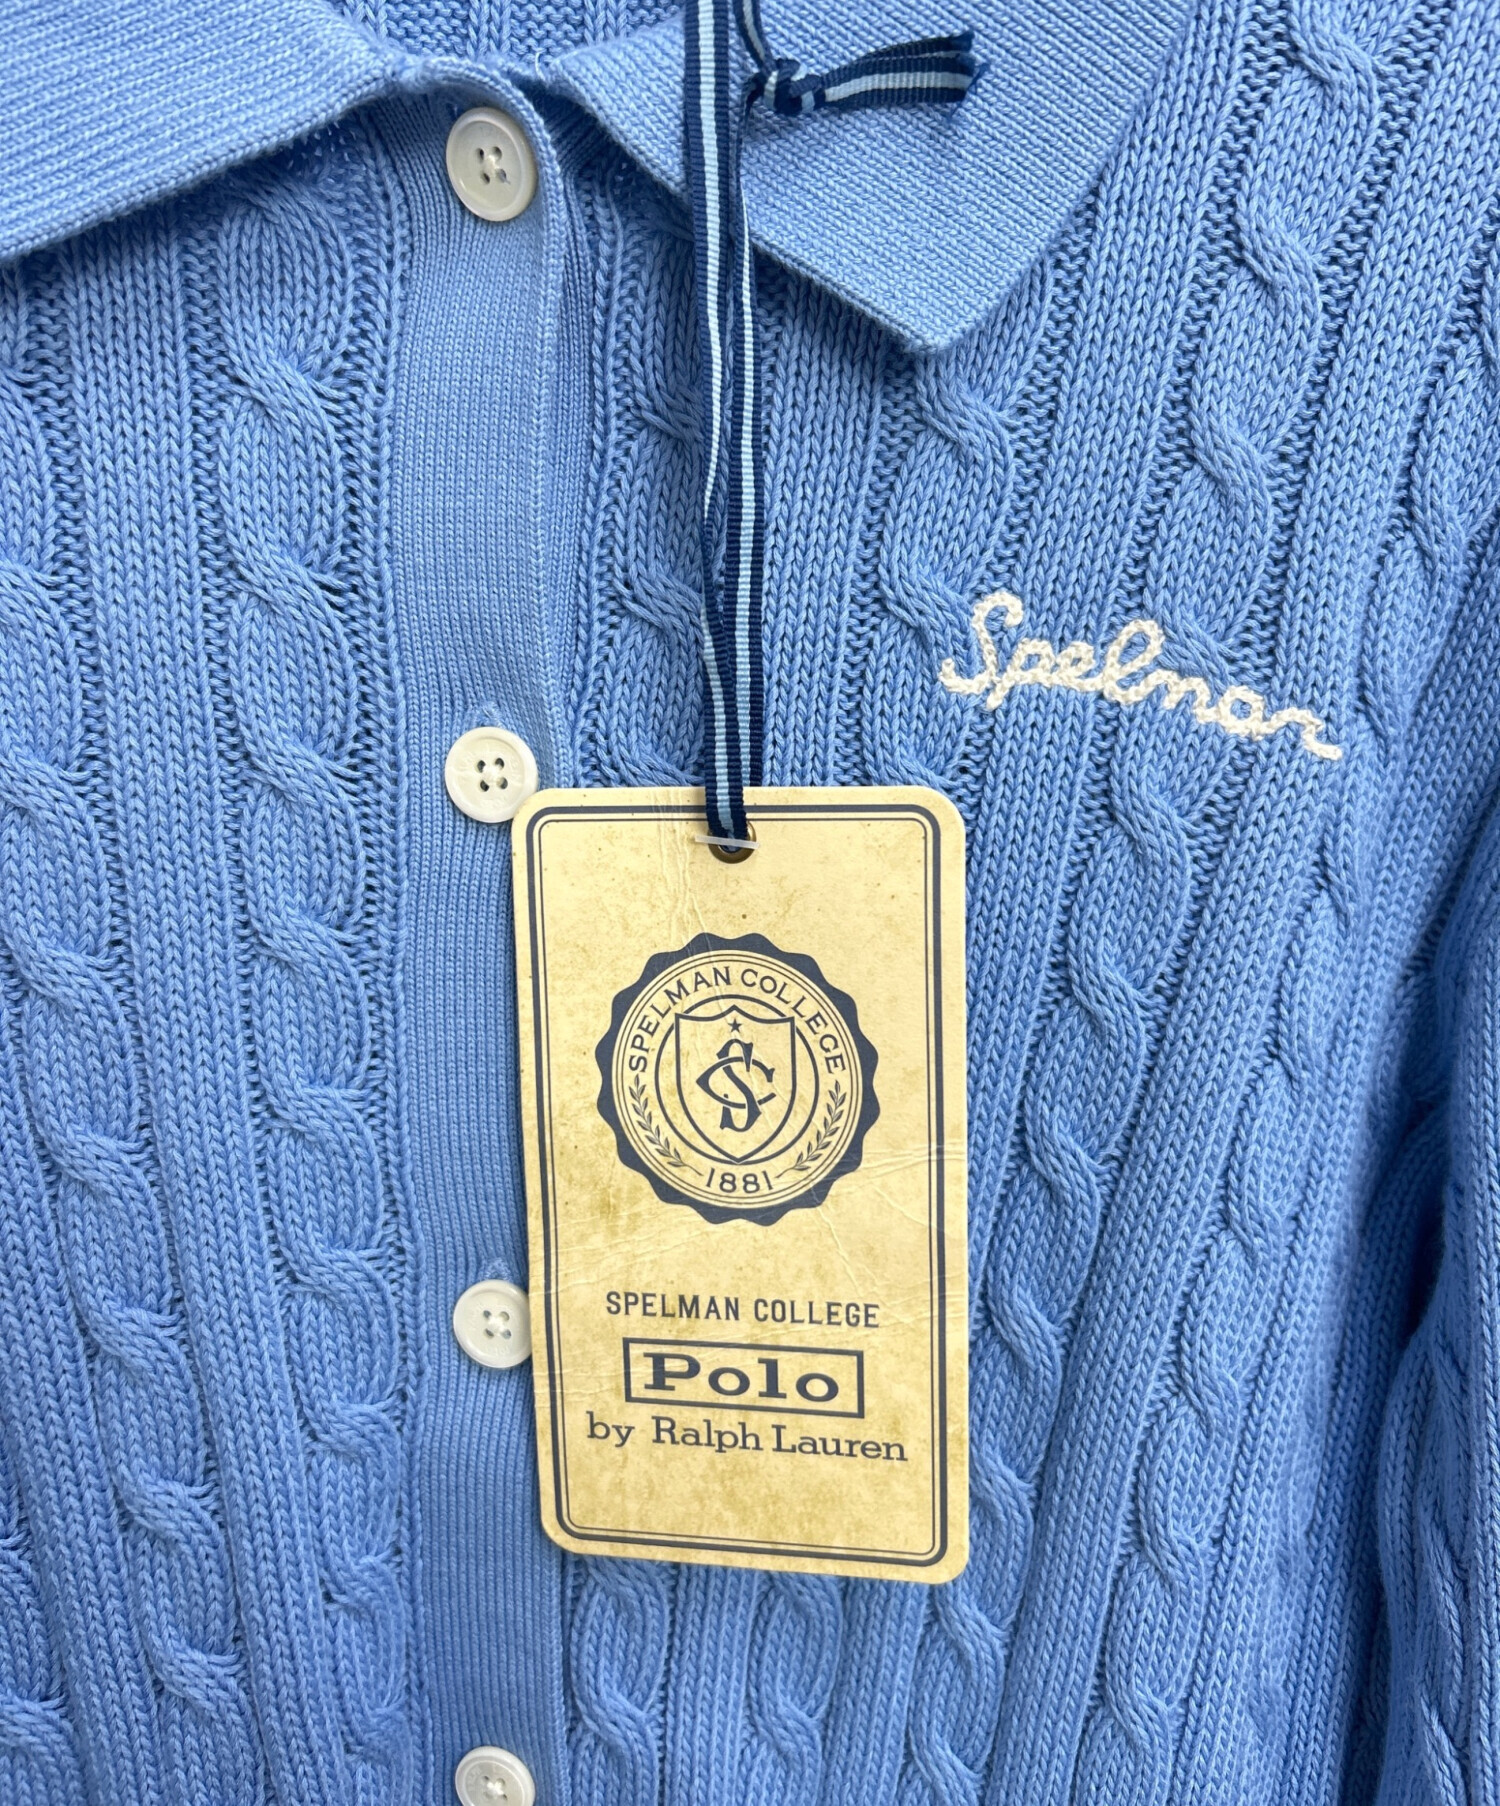 Spelman
SPELMAN COLLEGE
SC
1881
SPELMAN COLLEGE
Polo
by Ralph Lauren